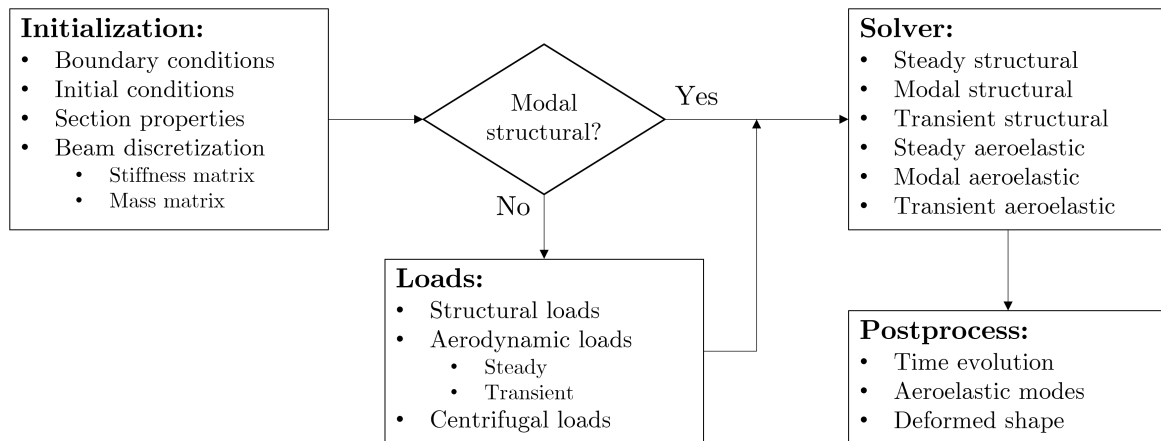 Initialization:
• Boundary conditions
• Initial conditions
• Section properties
• Beam discretization
• Stiffness matrix
• Mass matrix
Modal
structural?
Yes
No
Loads:
• Structural loads
• Aerodynamic loads
• Steady
• Transient
• Centrifugal loads
Solver:
• Steady structural
• Modal structural
• Transient structural
• Steady aeroelastic
• Modal aeroelastic
• Transient aeroelastic
Postprocess:
• Time evolution
• Aeroelastic modes
• Deformed shape